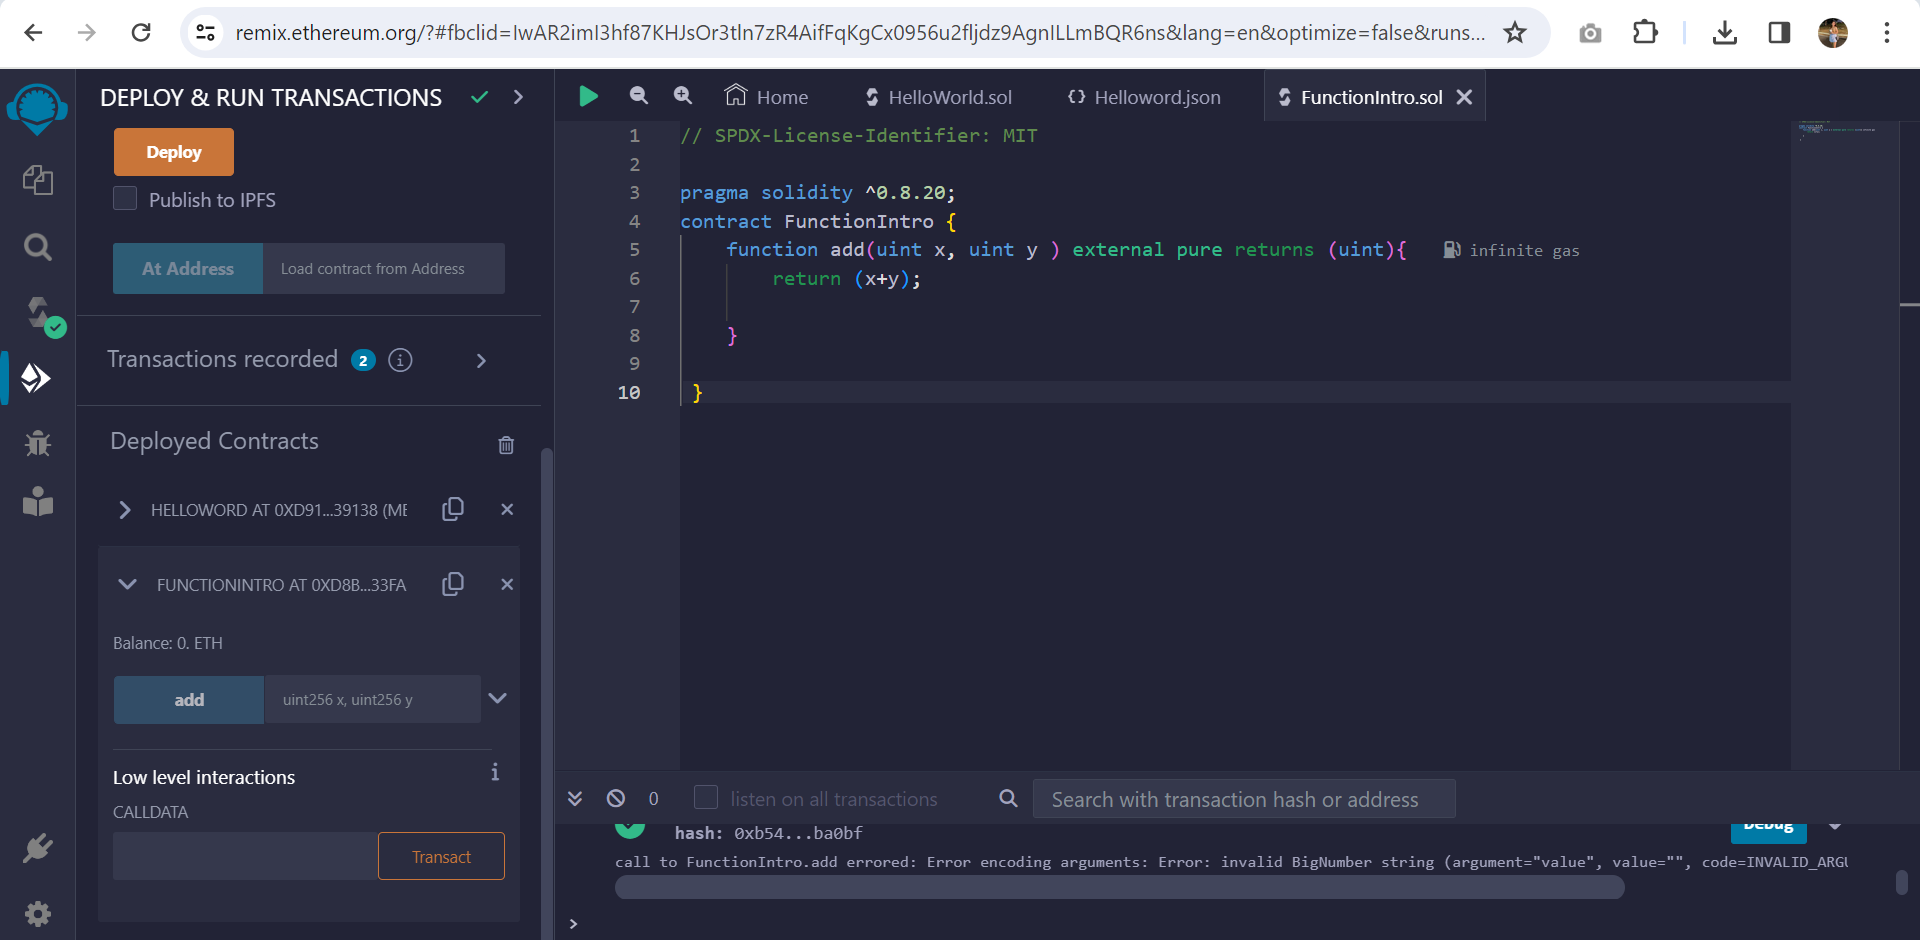 remix.ethereum.org/?#fbclid=IwAR2imI3hf87KHJsOr3tln7zR4AifFqKgCx0956u2fljdz9AgnILLmBQR6ns&lang=en&optimize=false&runs...
DEPLOY & RUN TRANSACTIONS
Deploy
Publish to IPFS
At Address
Load contract from Address
Transactions recorded 2
Deployed Contracts
HELLOWORD AT 0XD91...39138 (ME
FUNCTIONINTRO AT 0XD8B...33FA
Balance: 0. ETH
add
uint256 x, uint256 y
Low level interactions
CALLDATA
Transact
Home
HelloWorld.sol
Helloword.json
FunctionIntro.sol
1 // SPDX-License-Identifier: MIT
2
3 pragma solidity ^0.8.20;
4 contract FunctionIntro {
5 function add(uint x, uint y ) external pure returns (uint){ infinite gas
6 return (x+y);
7
8 }
9
10 }
0
listen on all transactions
Search with transaction hash or address
hash: 0xb54...ba0bf
Debug
call to FunctionIntro.add errored: Error encoding arguments: Error: invalid BigNumber string (argument="value", value="", code=INVALID_ARGU
>